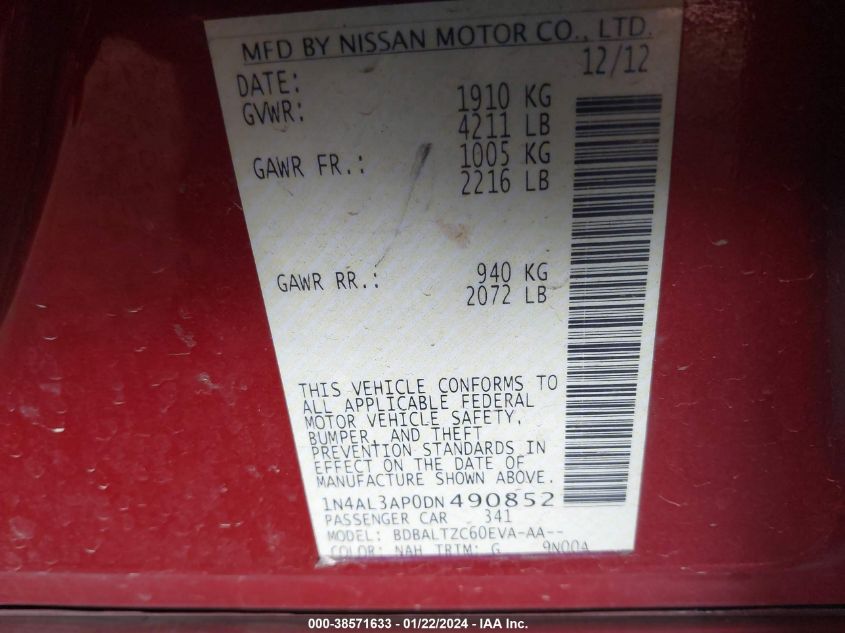 MFD BY NISSAN MOTOR CO., LTD.
DATE: 12/12
GVWR: 1910 KG
4211 LB
GAWR FR.: 1005 KG
2216 LB
GAWR RR.: 940 KG
2072 LB
THIS VEHICLE CONFORMS TO
ALL APPLICABLE FEDERAL
MOTOR VEHICLE SAFETY,
BUMPER, AND THEFT
PREVENTION STANDARDS IN
EFFECT ON THE DATE OF
MANUFACTURE SHOWN ABOVE.
1N4AL3AP0DN490852
PASSENGER CAR 341
MODEL: BDBALTZC60EVA-AA--
COLOR: NAH TRIM: G 9N00A
000-38571633 - 01/22/2024 - IAA Inc.